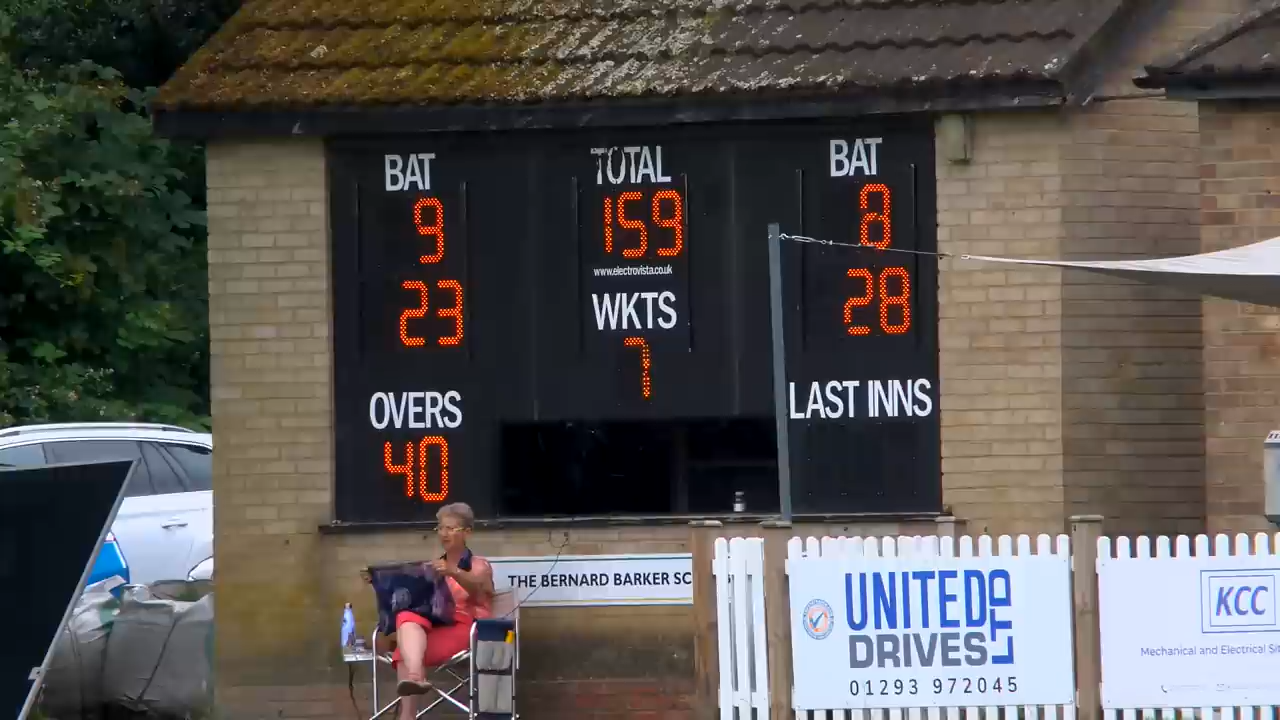 BAT
9
23
TOTAL
159
www.electrovista.co.uk
WKTS
7
BAT
8
28
OVERS
40
LAST INNS
THE BERNARD BARKER SC
UNITED
DRIVES LTD
01293 972045
KCC
Mechanical and Electrical